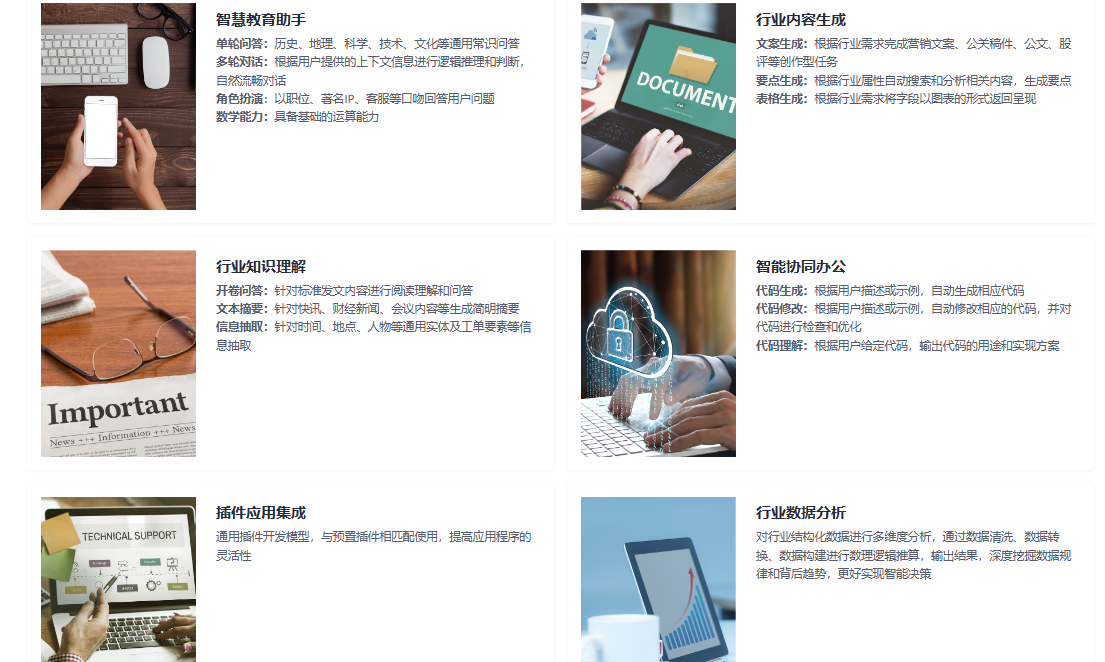 智慧教育助手
单轮问答：历史、地理、科学、技术、文化等通用常识问答
多轮对话：根据用户提供的上下文信息进行逻辑推理和判断，
自然流畅对话
角色扮演：以职位、著名IP、客服等口吻回答用户问题
数学能力：具备基础的运算能力
DOCUMENT
行业内容生成
文案生成：根据行业需求完成营销文案、公关稿件、公文、股
评等创作型任务
要点生成：根据行业属性自动搜索和分析相关内容，生成要点
表格生成：根据行业需求将字段以图表的形式返回呈现
Important
News +++ Information +++ News
行业知识理解
开卷问答：针对标准发文内容进行阅读理解和问答
文本摘要：针对快讯、财经新闻、会议内容等生成简明摘要
信息抽取：针对时间、地点、人物等通用实体及工单要素等信
息抽取
智能协同办公
代码生成：根据用户描述或示例，自动生成相应代码
代码修改：根据用户描述或示例，自动修改相应的代码，并对
代码进行检查和优化
代码理解：根据用户给定代码，输出代码的用途和实现方案
TECHNICAL SUPPORT
插件应用集成
通用插件开发模型，与预置插件相匹配使用，提高应用程序的
灵活性
行业数据分析
对行业结构化数据进行多维度分析，通过数据清洗、数据转
换、数据构建进行数理逻辑推算，输出结果，深度挖掘数据规
律和背后趋势，更好实现智能决策